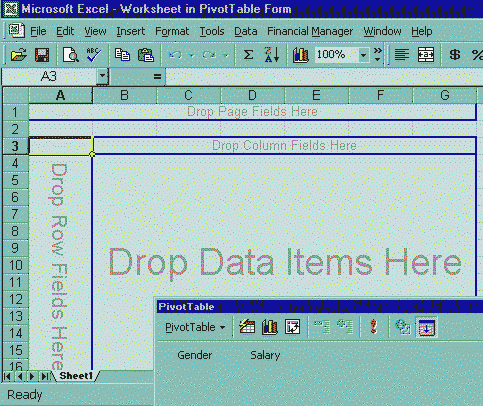 Microsoft Excel - Worksheet in PivotTable Form
File Edit View Insert Format Tools Data Financial Manager Window Help
100% $ %
A3 =
A B C D E F G
1 Drop Page Fields Here
2
3 Drop Column Fields Here
4
5
6
7
8
9
10
11
12
13
14
15
16
Drop Row Fields Here
Drop Data Items Here
PivotTable
PivotTable
Gender Salary
Sheet1
Ready